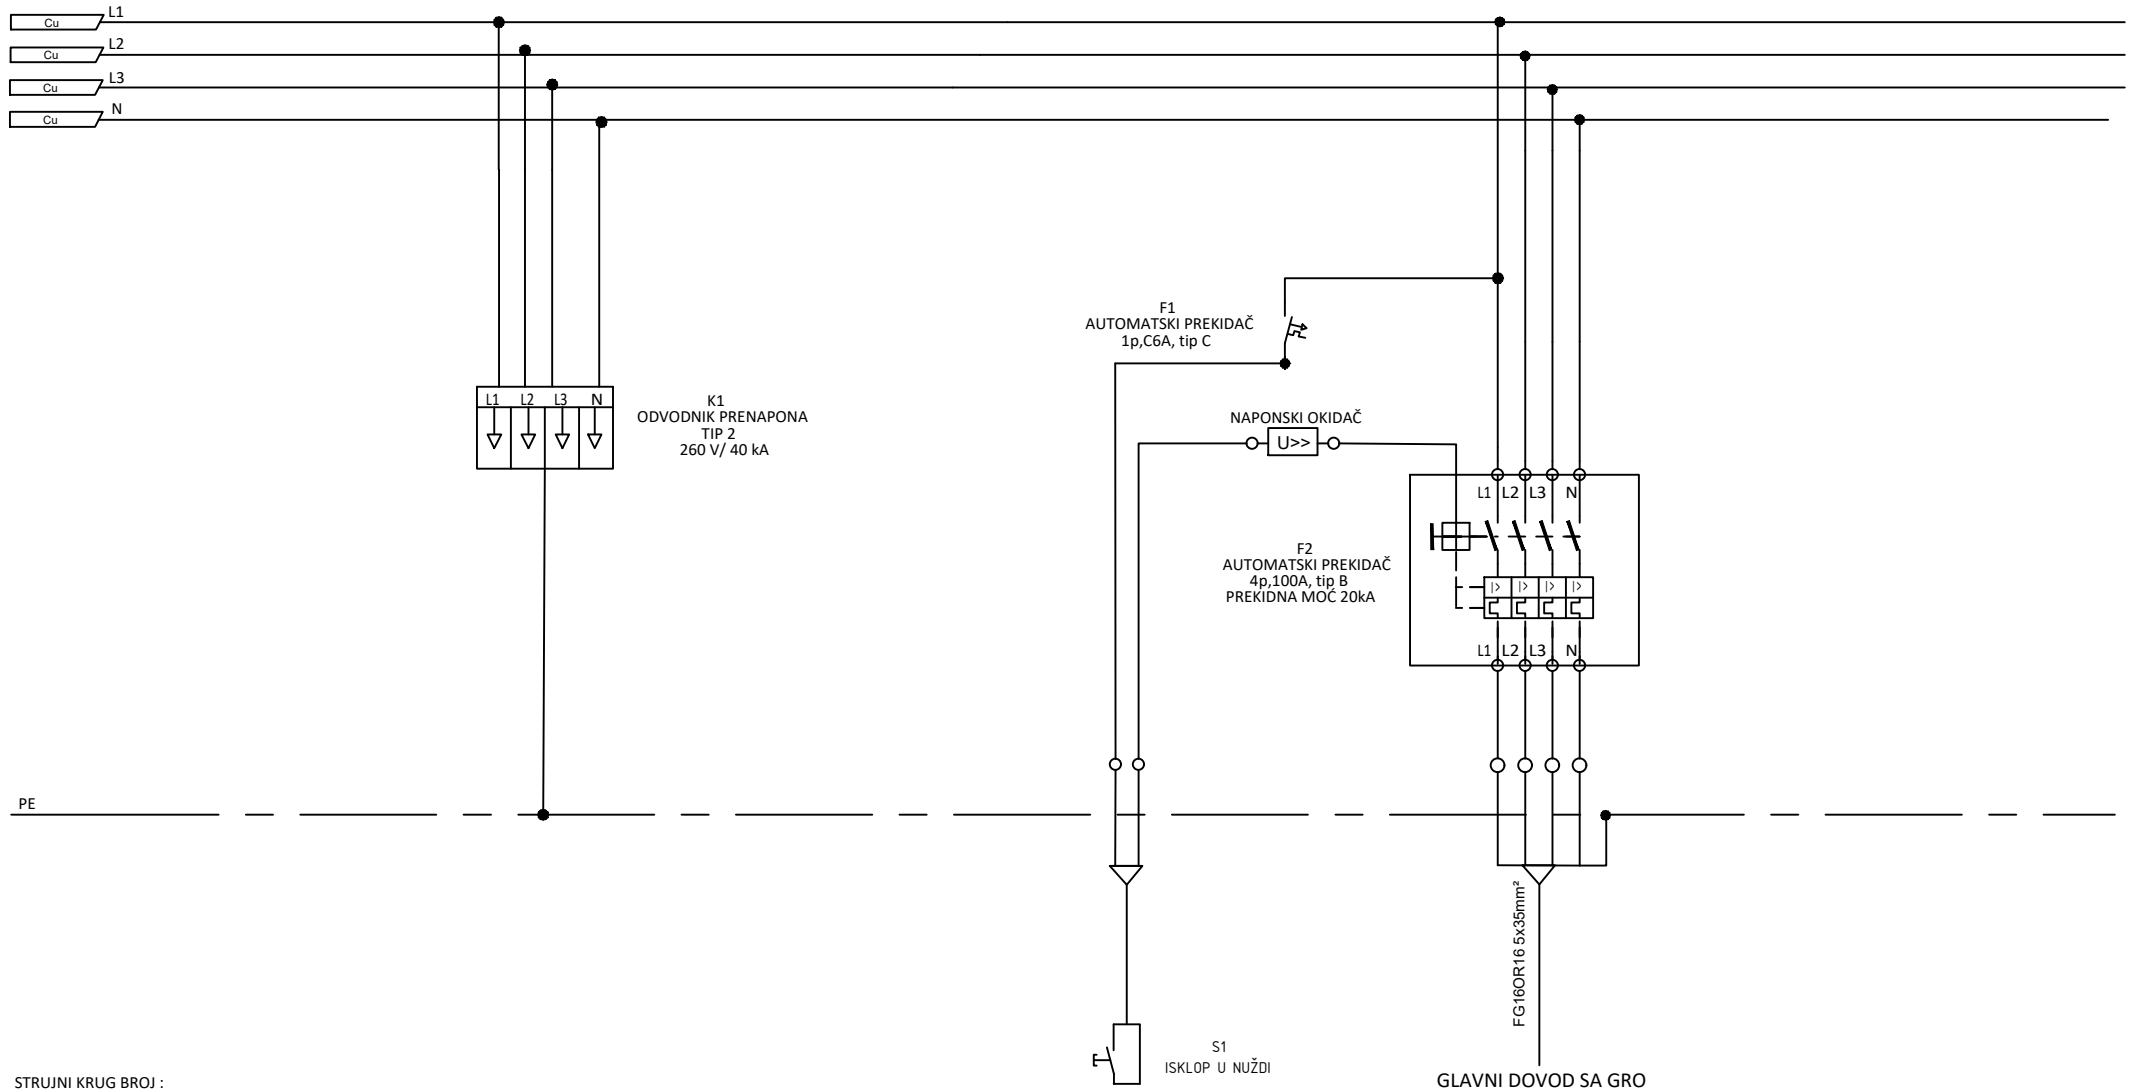 Cu L1
Cu L2
Cu L3
Cu N
F1
AUTOMATSKI PREKIDAČ
1p,C6A, tip C
L1 L2 L3 N
K1
ODVODNIK PRENAPONA
TIP 2
260 V/ 40 kA
NAPONSKI OKIDAČ
U>>
L1 L2 L3 N
F2
AUTOMATSKI PREKIDAČ
4p,100A, tip B
PREKIDNA MOĆ 20kA
I> I> I> I>
L1 L2 L3 N
PE
FG16OR16 5x35mm²
S1
ISKLOP U NUŽDI
GLAVNI DOVOD SA GRO
STRUJNI KRUG BROJ :